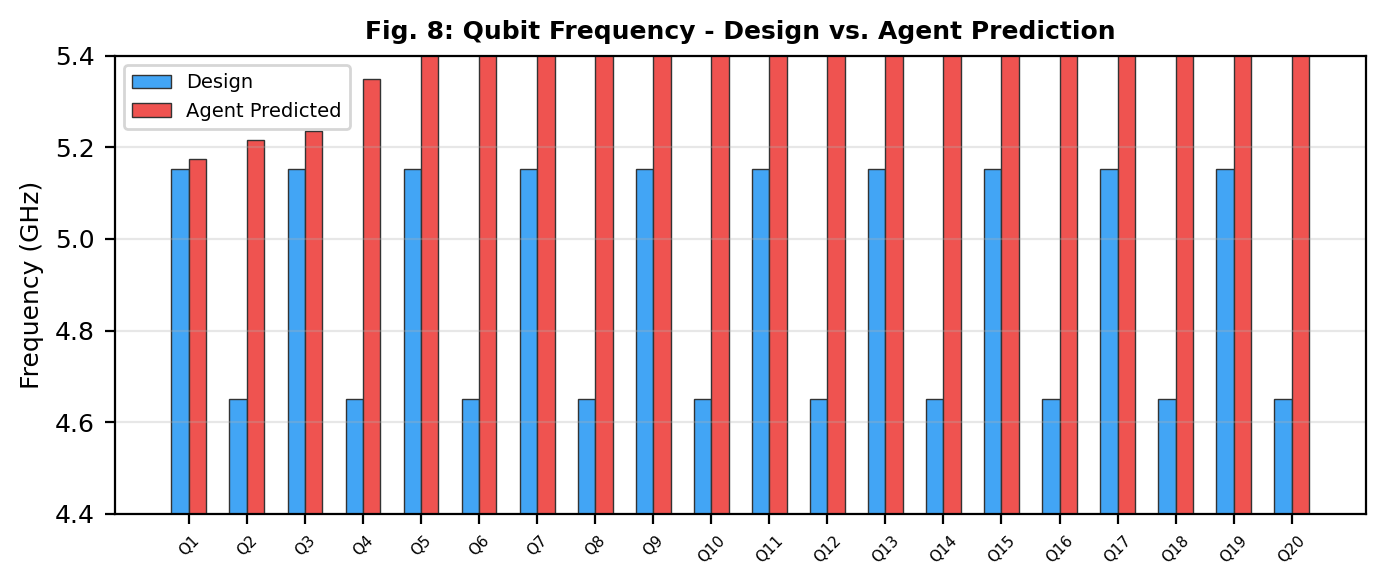 Fig. 8: Qubit Frequency - Design vs. Agent Prediction
Design
Agent Predicted
Frequency (GHz)
5.4
5.2
5.0
4.8
4.6
4.4
Q1 Q2 Q3 Q4 Q5 Q6 Q7 Q8 Q9 Q10 Q11 Q12 Q13 Q14 Q15 Q16 Q17 Q18 Q19 Q20